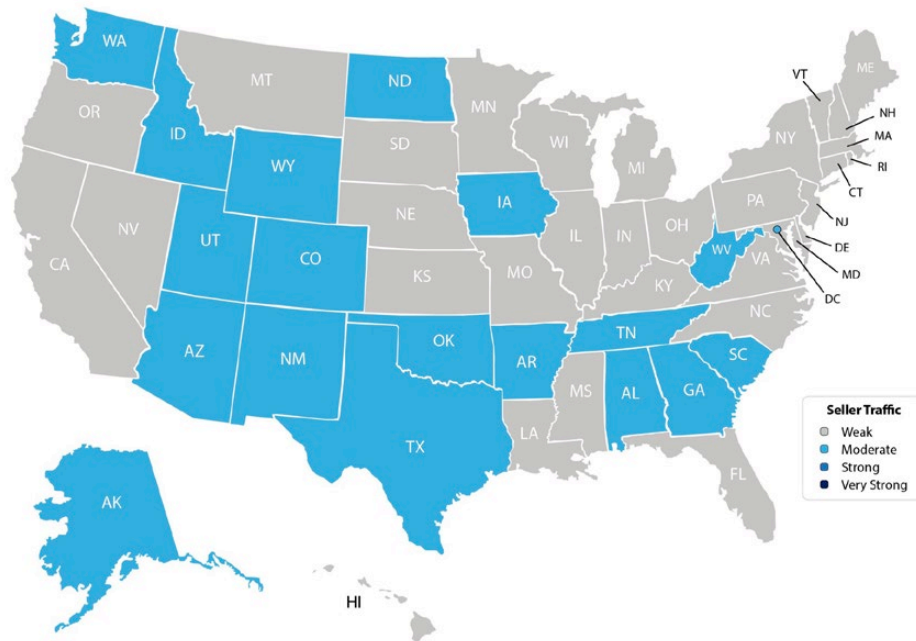 WA
MT
ND
MN
VT
ME
OR
ID
SD
WI
NY
NH
MA
WY
MI
RI
CT
NV
NE
IA
PA
NJ
CA
UT
CO
IL
IN
OH
DE
MD
DC
KS
MO
WV
VA
KY
NC
AZ
NM
OK
AR
TN
SC
TX
MS
AL
GA
LA
FL
Seller Traffic
Weak
Moderate
Strong
Very Strong
AK
HI